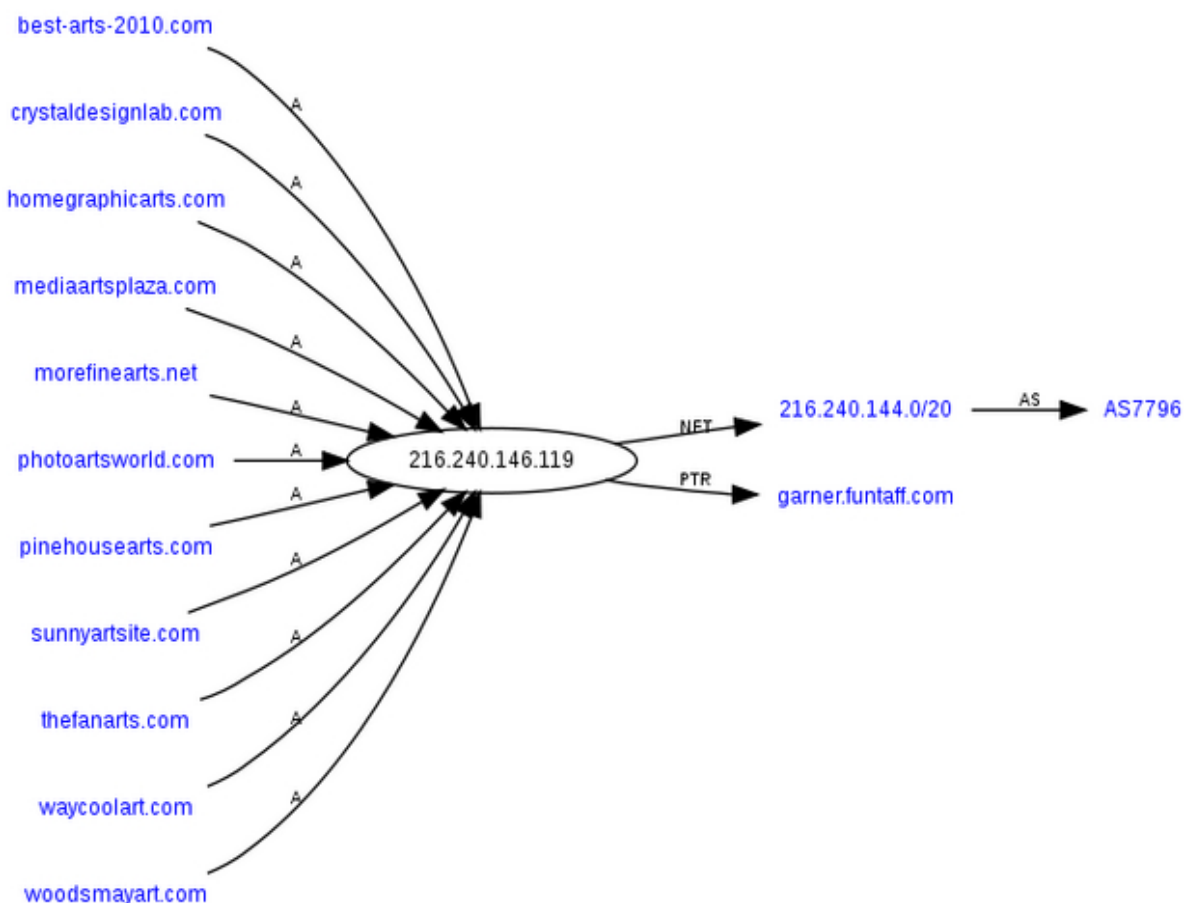 best-arts-2010.com
A
crystaldesignlab.com
A
homegraphicarts.com
A
mediaartsplaza.com
A
morefinearts.net
A
photoartsworld.com
A
pinehousearts.com
A
sunnyartsite.com
A
thefanarts.com
A
waycoolart.com
A
woodsmayart.com
A
216.240.146.119
NET
216.240.144.0/20
AS
AS7796
PTR
garner.funtaff.com